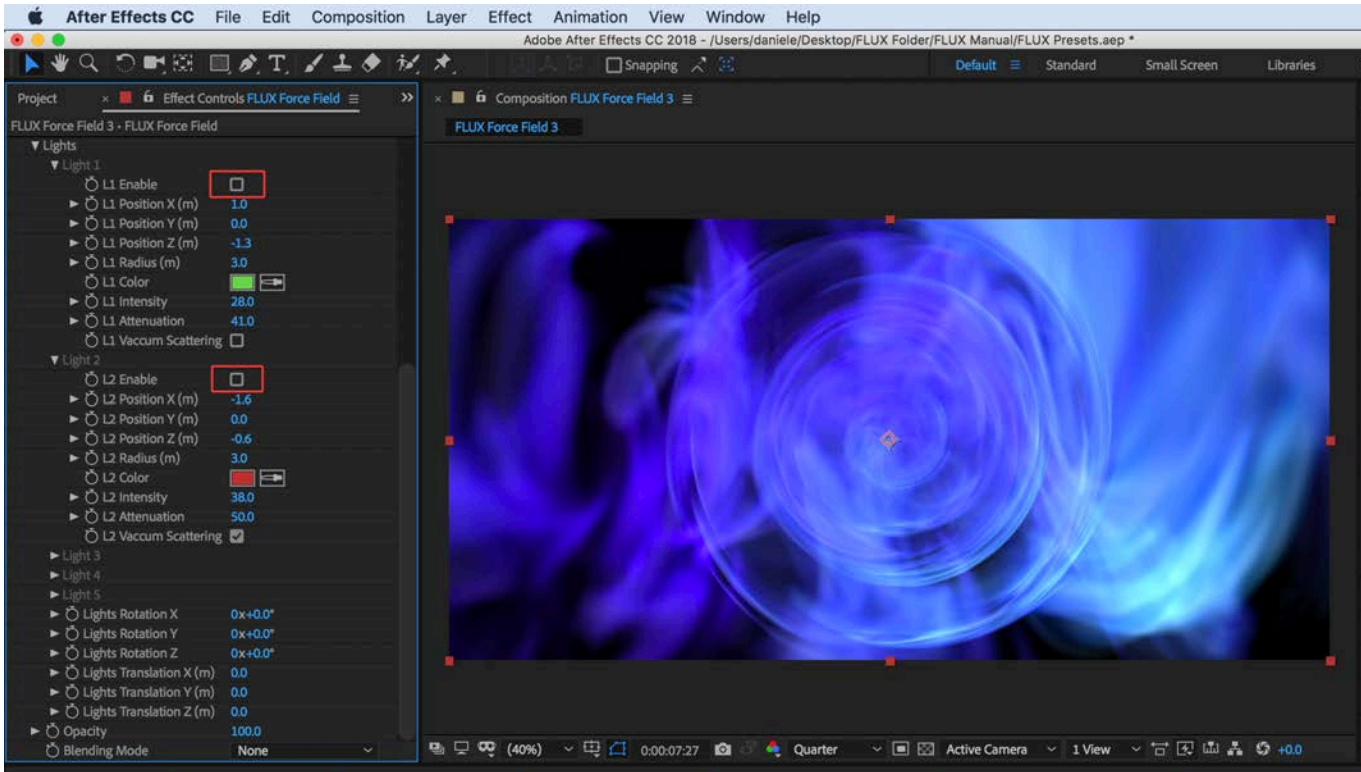 After Effects CC File Edit Composition Layer Effect Animation View Window Help
Adobe After Effects CC 2018 - /Users/daniele/Desktop/FLUX Folder/FLUX Manual/FLUX Presets.aep *
Snapping Default Standard Small Screen Libraries
Project Effect Controls FLUX Force Field Composition FLUX Force Field 3
FLUX Force Field 3 • FLUX Force Field
FLUX Force Field 3
Lights
Light 1
L1 Enable
L1 Position X (m) 1.0
L1 Position Y (m) 0.0
L1 Position Z (m) -1.3
L1 Radius (m) 3.0
L1 Color
L1 Intensity 28.0
L1 Attenuation 41.0
L1 Vaccum Scattering
Light 2
L2 Enable
L2 Position X (m) -1.6
L2 Position Y (m) 0.0
L2 Position Z (m) -0.6
L2 Radius (m) 3.0
L2 Color
L2 Intensity 38.0
L2 Attenuation 50.0
L2 Vaccum Scattering
Light 3
Light 4
Light 5
Lights Rotation X 0x+0.0°
Lights Rotation Y 0x+0.0°
Lights Rotation Z 0x+0.0°
Lights Translation X (m) 0.0
Lights Translation Y (m) 0.0
Lights Translation Z (m) 0.0
Opacity 100.0
Blending Mode None
(40%) 0:00:07:27 Quarter Active Camera 1 View +0.0